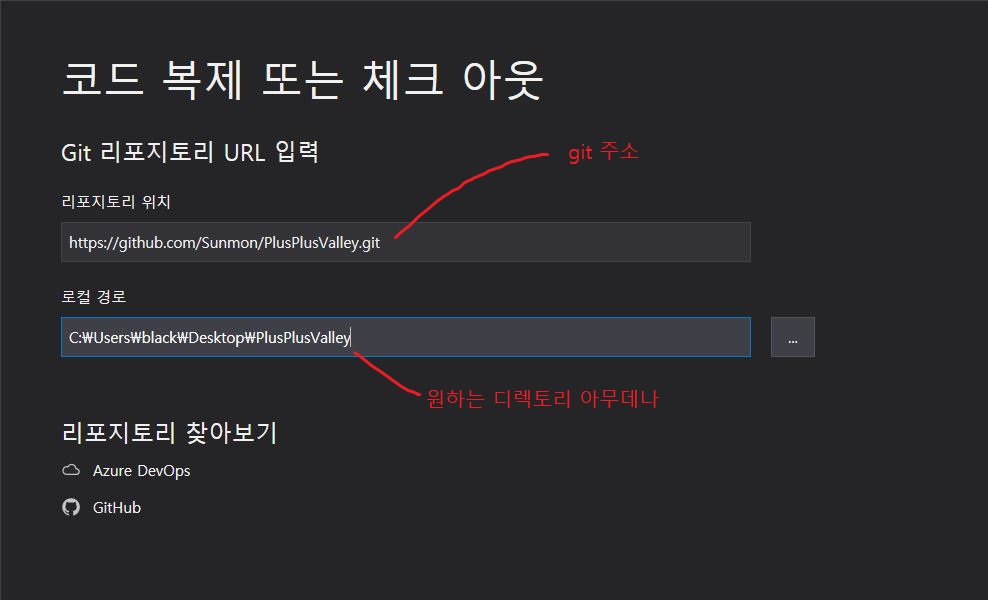 코드 복제 또는 체크 아웃
Git 리포지토리 URL 입력
git 주소
리포지토리 위치
https://github.com/Sunmon/PlusPlusValley.git
로컬 경로
C:₩Users₩black₩Desktop₩PlusPlusValley
...
원하는 디렉토리 아무데나
리포지토리 찾아보기
Azure DevOps
GitHub